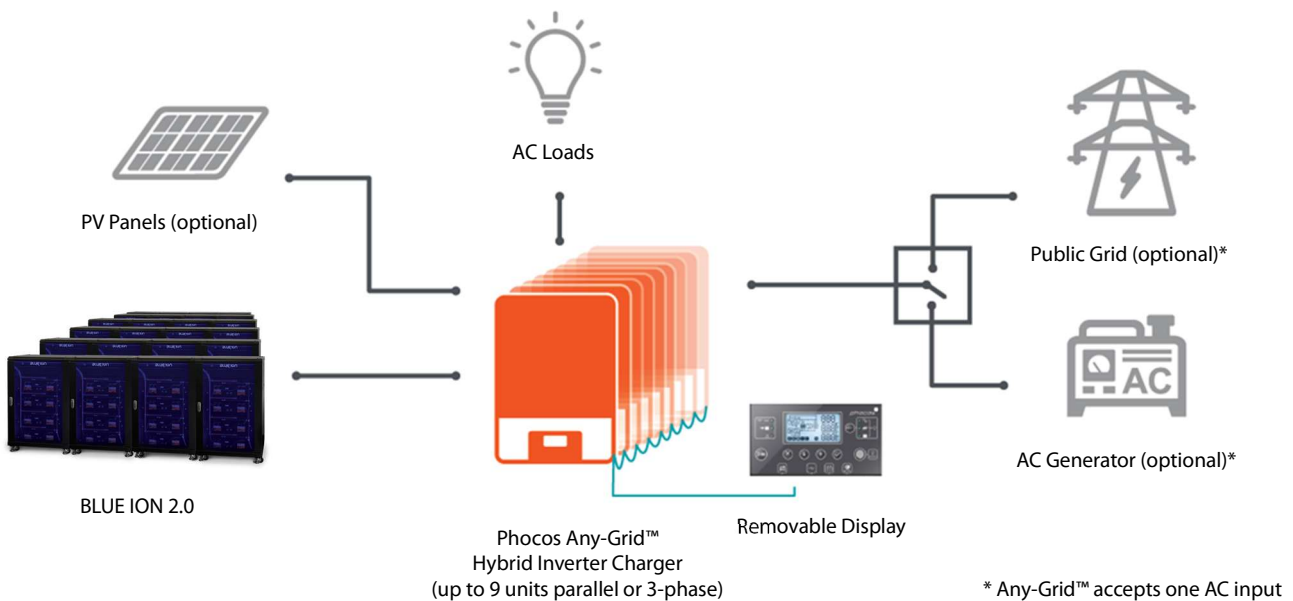 AC Loads
PV Panels (optional)
Public Grid (optional)*
BLUE ION 2.0
AC
AC Generator (optional)*
phocos
Removable Display
Phocos Any-Grid™
Hybrid Inverter Charger
(up to 9 units parallel or 3-phase)
* Any-Grid™ accepts one AC input